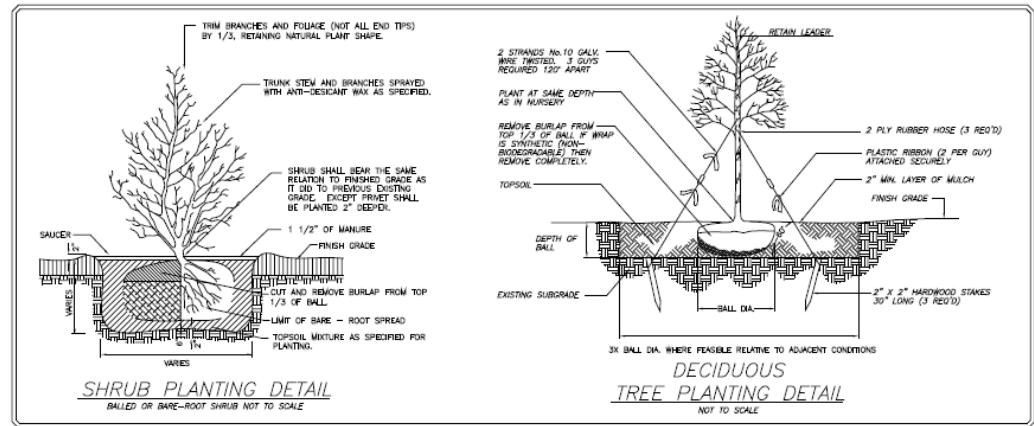 TRIM BRANCHES AND FOLIAGE (NOT ALL END TIPS)
BY 1/3, RETAINING NATURAL PLANT SHAPE.
TRUNK STEM AND BRANCHES SPRAYED
WITH ANTI-DESICANT WAX AS SPECIFIED.
SHRUB SHALL BEAR THE SAME
RELATION TO FINISHED GRADE AS
IT DID TO PREVIOUS EXISTING
GRADE. EXCEPT PRIVET SHALL
BE PLANTED 2" DEEPER.
1 1/2" OF MANURE
SAUCER
FINISH GRADE
2"
VARIES
CUT AND REMOVE BURLAP FROM TOP
1/3 OF BALL.
LIMIT OF BARE - ROOT SPREAD
TOPSOIL MIXTURE AS SPECIFIED FOR
PLANTING.
VARIES
SHRUB PLANTING DETAIL
BALLED OR BARE-ROOT SHRUB NOT TO SCALE
RETAIN LEADER
2 STRANDS No.10 GALV.
WIRE TWISTED. 3 GUYS
REQUIRED 120° APART
PLANT AT SAME DEPTH
AS IN NURSERY
REMOVE BURLAP FROM
TOP 1/3 OF BALL IF WRAP
IS SYNTHETIC (NON-
BIODEGRADABLE) THEN
REMOVE COMPLETELY.
TOPSOIL
2 PLY RUBBER HOSE (3 REQ'D)
PLASTIC RIBBON (2 PER GUY)
ATTACHED SECURELY
2" MIN. LAYER OF MULCH
FINISH GRADE
DEPTH OF
BALL
EXISTING SUBGRADE
BALL DIA.
2" X 2" HARDWOOD STAKES
30" LONG (3 REQ'D)
3X BALL DIA. WHERE FEASIBLE RELATIVE TO ADJACENT CONDITIONS
DECIDUOUS
TREE PLANTING DETAIL
NOT TO SCALE